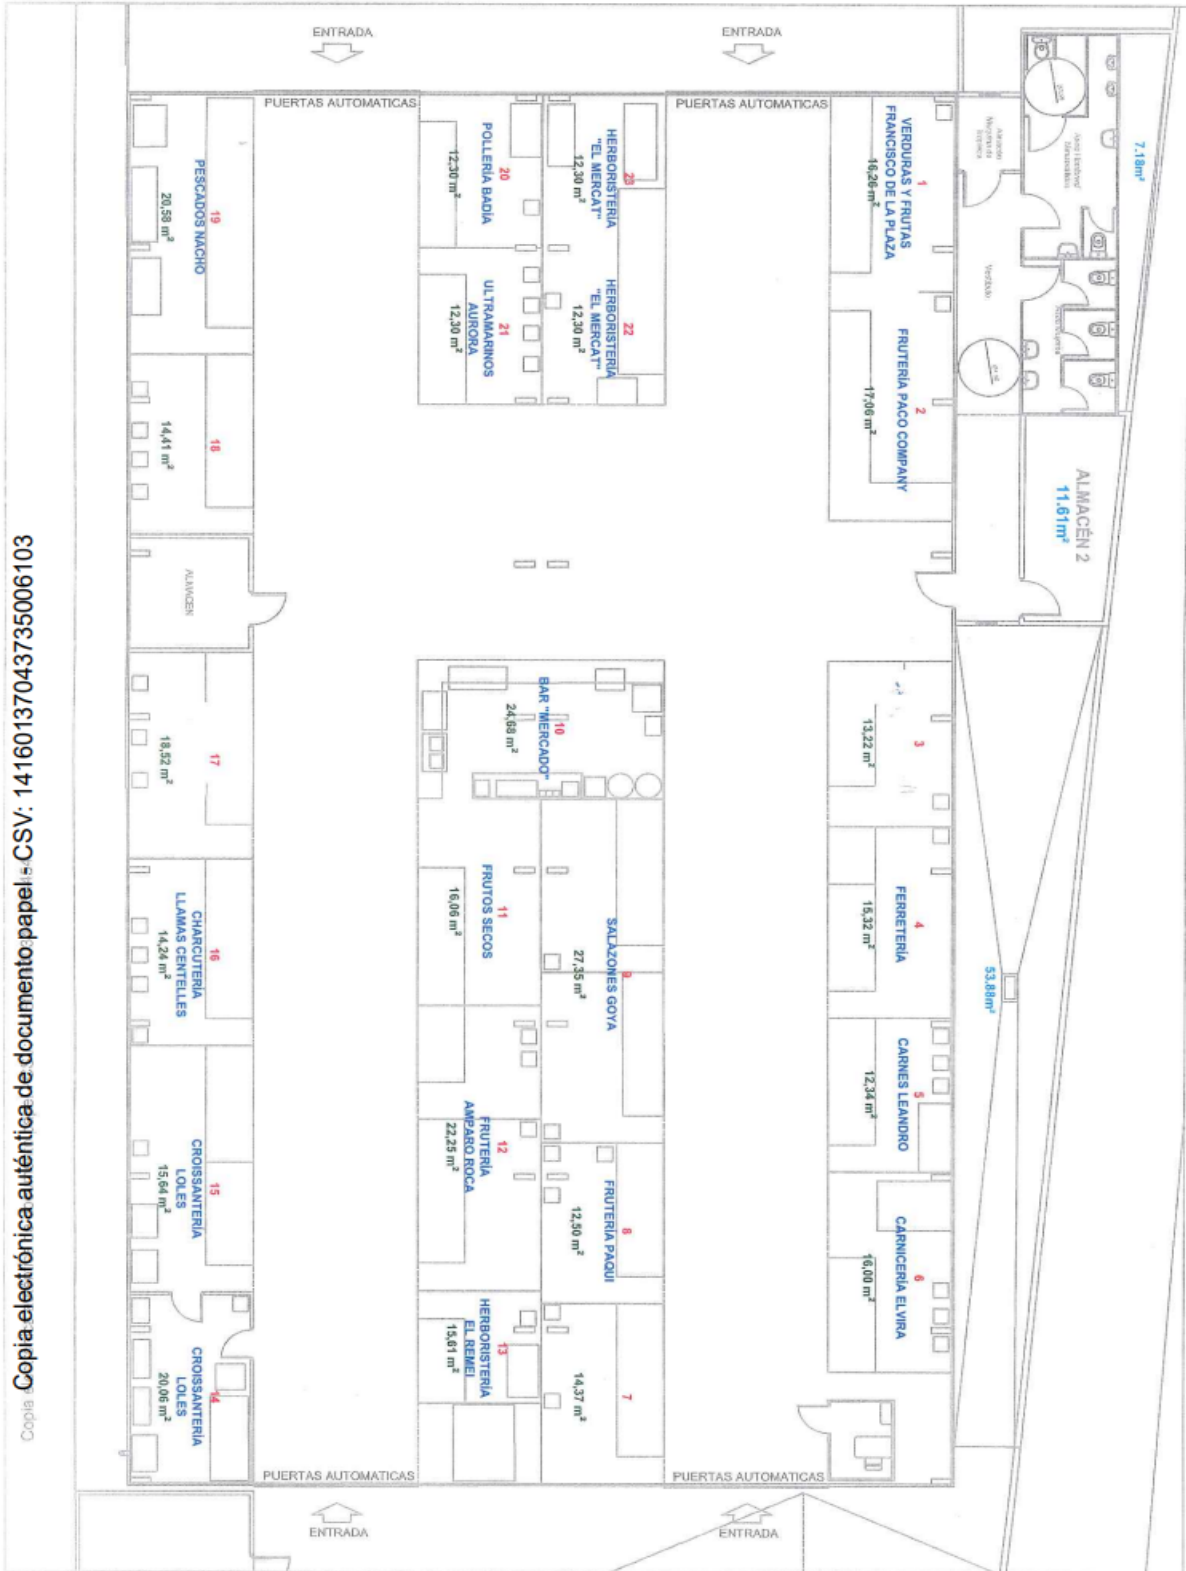 ENTRADA
ENTRADA
PUERTAS AUTOMATICAS
PUERTAS AUTOMATICAS
7.18m²
Vestíbulo
ALMACÉN 2
11.61m²
53.88m²
1
VERDURAS Y FRUTAS
FRANCISCO DE LA PLAZA
16,26 m²
2
FRUTERÍA PACO COMPANY
17,06 m²
3
13,22 m²
4
FERRETERÍA
15,32 m²
5
CARNES LEANDRO
12,34 m²
6
CARNICERÍA ELVIRA
16,00 m²
23
HERBORISTERÍA
"EL MERCAT"
12,30 m²
22
HERBORISTERÍA
"EL MERCAT"
12,30 m²
20
POLLERÍA BADÍA
12,30 m²
21
ULTRAMARINOS
AURORA
12,30 m²
10
BAR "MERCADO"
24,68 m²
9
SALAZONES GOYA
27,35 m²
8
FRUTERÍA PAQUI
12,50 m²
7
14,37 m²
11
FRUTOS SECOS
16,06 m²
12
FRUTERÍA
AMPARO ROCA
22,25 m²
13
HERBORISTERÍA
EL REMEI
15,61 m²
19
PESCADOS NACHO
20,58 m²
18
14,41 m²
ALMACEN
17
18,52 m²
16
CHARCUTERÍA
LLAMAS CENTELLES
14,24 m²
15
CROISSANTERÍA
LOLES
15,64 m²
14
CROISSANTERÍA
LOLES
20,06 m²
PUERTAS AUTOMATICAS
PUERTAS AUTOMATICAS
ENTRADA
ENTRADA
Copia electrónica auténtica de documento papel - CSV: 14160137043735006103
Copia